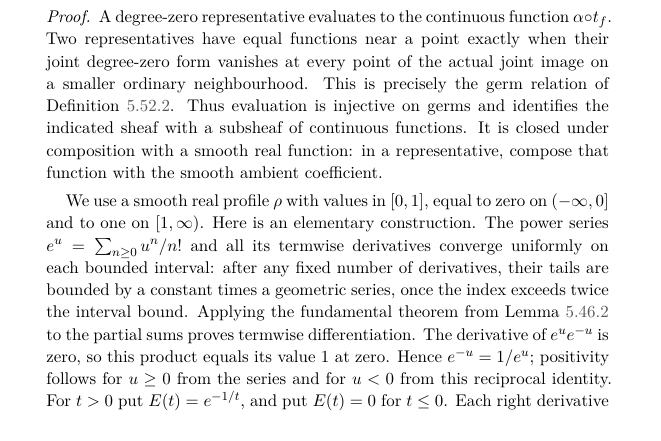 Proof. A degree-zero representative evaluates to the continuous function α∘t_f.
Two representatives have equal functions near a point exactly when their
joint degree-zero form vanishes at every point of the actual joint image on
a smaller ordinary neighbourhood. This is precisely the germ relation of
Definition 5.52.2. Thus evaluation is injective on germs and identifies the
indicated sheaf with a subsheaf of continuous functions. It is closed under
composition with a smooth real function: in a representative, compose that
function with the smooth ambient coefficient.
We use a smooth real profile ρ with values in [0, 1], equal to zero on (−∞, 0]
and to one on [1, ∞). Here is an elementary construction. The power series
e^u = ∑_{n≥0} u^n/n! and all its termwise derivatives converge uniformly on
each bounded interval: after any fixed number of derivatives, their tails are
bounded by a constant times a geometric series, once the index exceeds twice
the interval bound. Applying the fundamental theorem from Lemma 5.46.2
to the partial sums proves termwise differentiation. The derivative of e^u e^{−u} is
zero, so this product equals its value 1 at zero. Hence e^{−u} = 1/e^u; positivity
follows for u ≥ 0 from the series and for u < 0 from this reciprocal identity.
For t > 0 put E(t) = e^{−1/t}, and put E(t) = 0 for t ≤ 0. Each right derivative